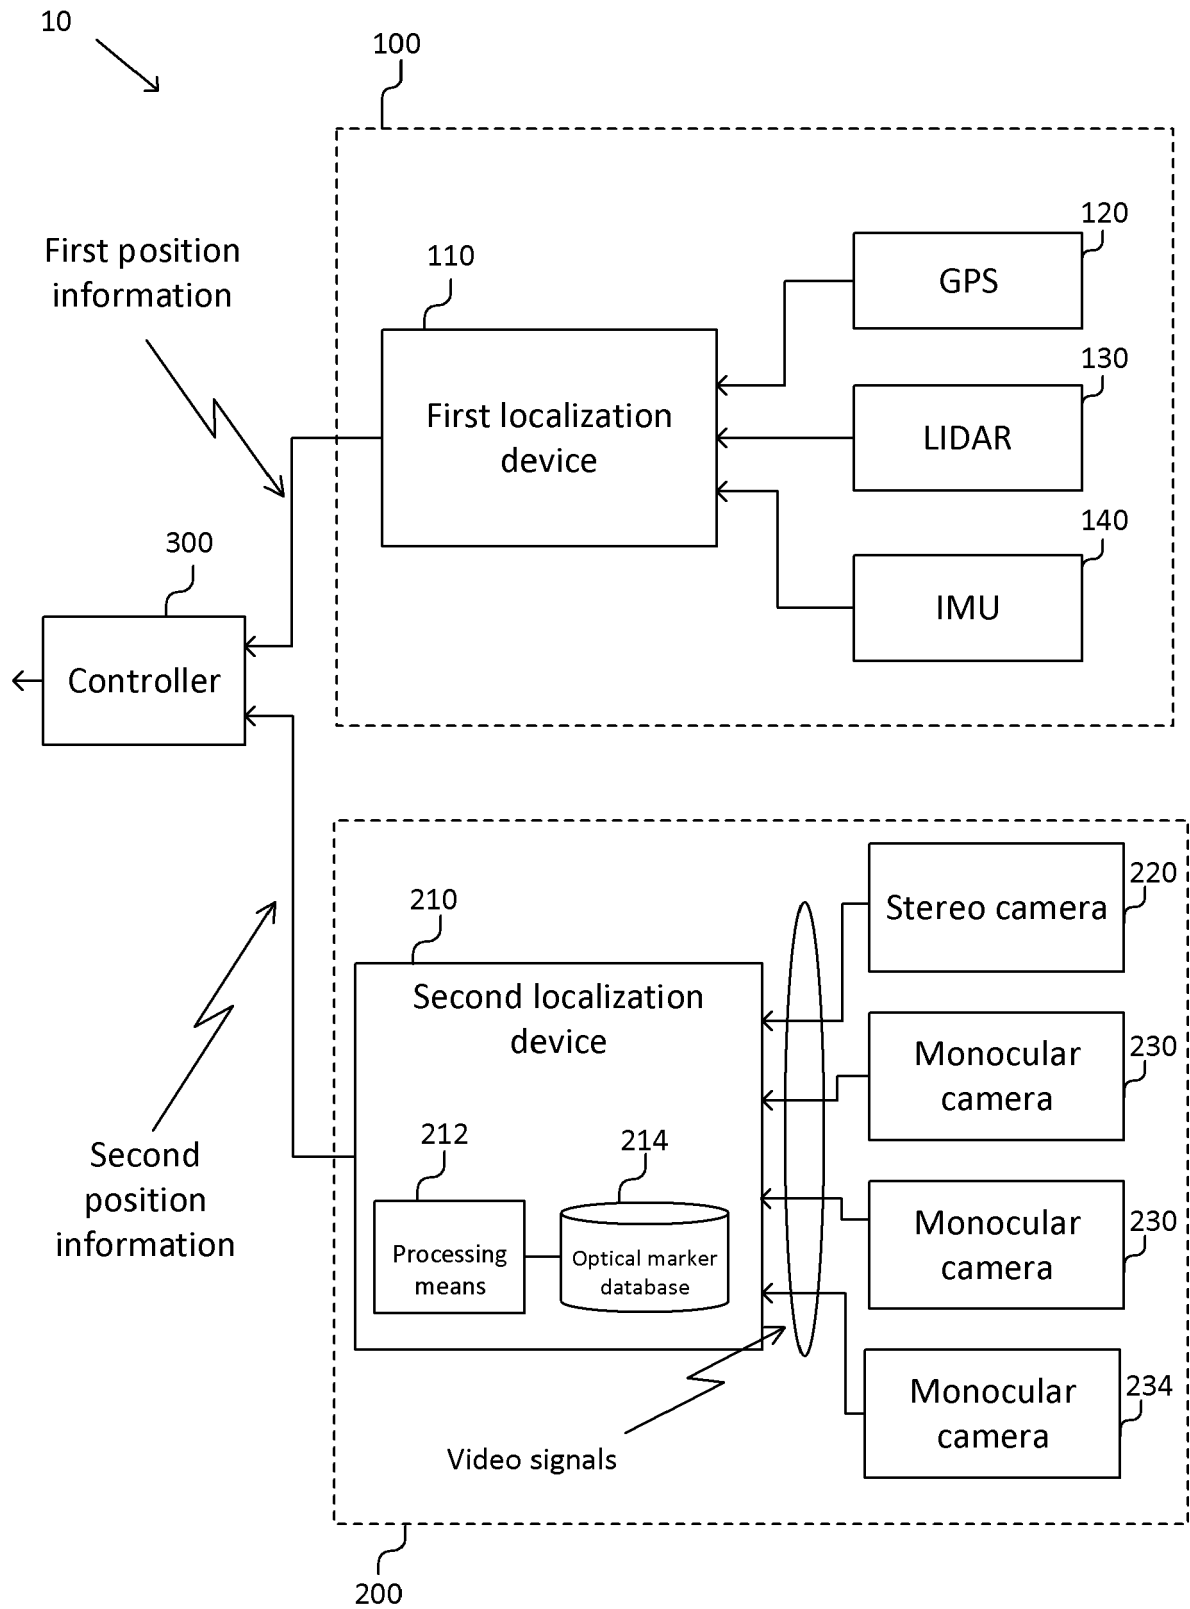 10
100
First position
information
110
120
GPS
First localization
device
130
LIDAR
140
IMU
300
Controller
210
220
Stereo camera
Second localization
device
230
Monocular
camera
212
214
Processing
means
Optical marker
database
Second
position
information
230
Monocular
camera
234
Monocular
camera
Video signals
200